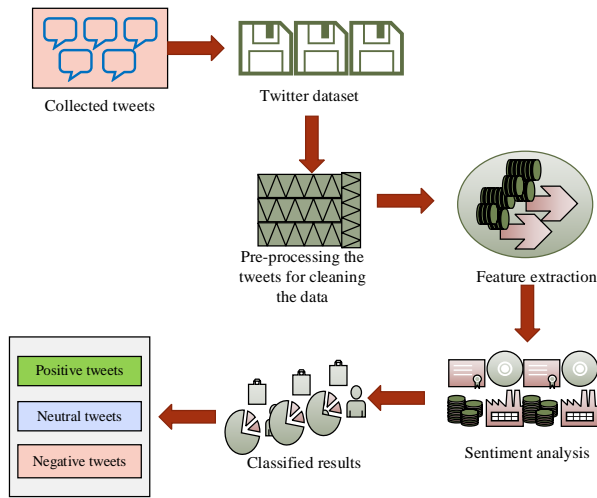 Collected tweets
Twitter dataset
Pre-processing the
tweets for cleaning
the data
Feature extraction
Sentiment analysis
Classified results
Positive tweets
Neutral tweets
Negative tweets